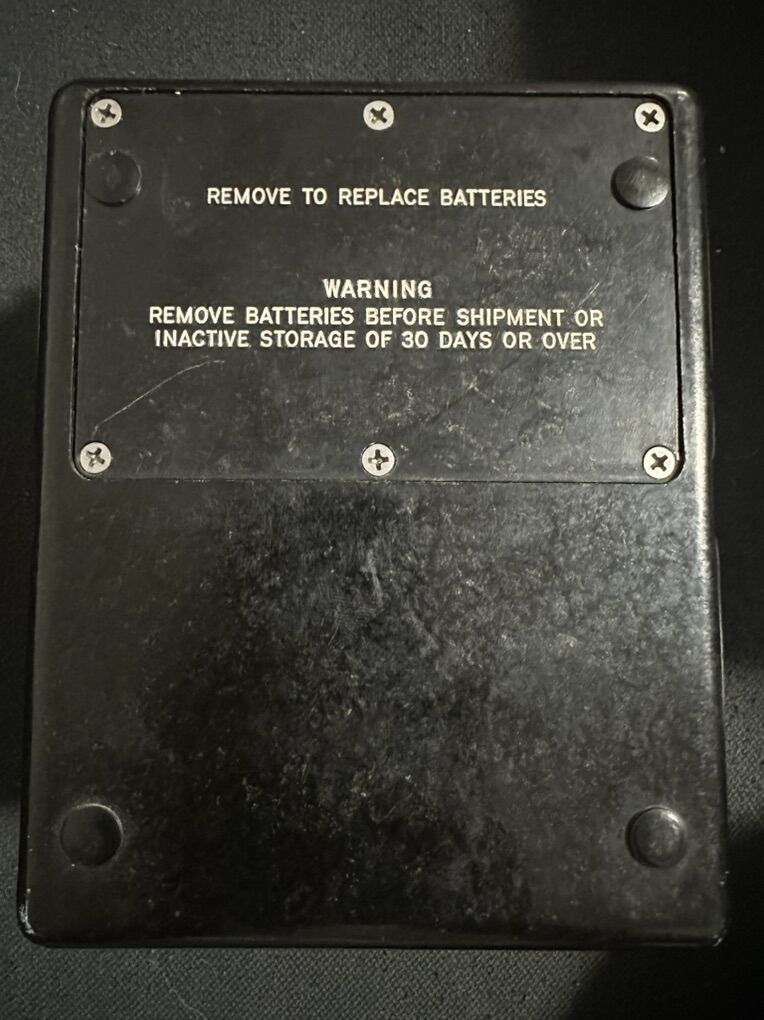 REMOVE TO REPLACE BATTERIES
WARNING
REMOVE BATTERIES BEFORE SHIPMENT OR
INACTIVE STORAGE OF 30 DAYS OR OVER